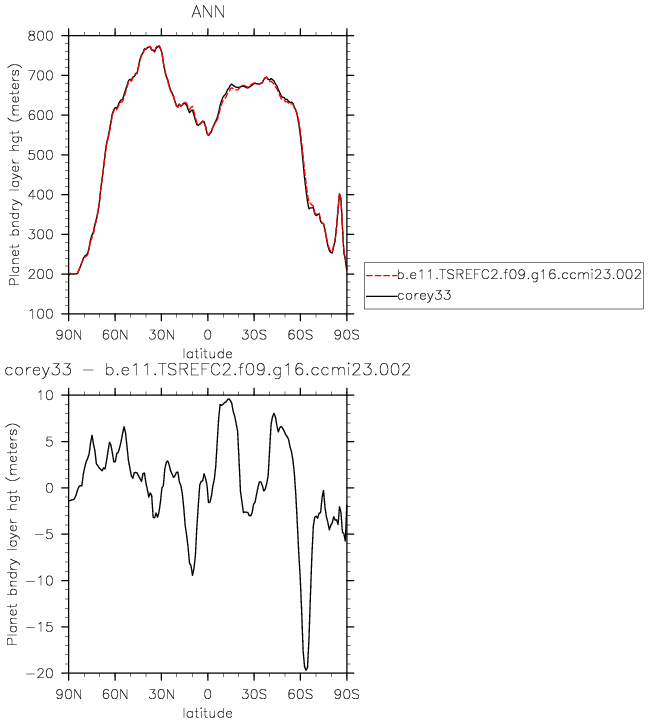 ANN
Planet bndry layer hgt (meters)
800
700
600
500
400
300
200
100
90N 60N 30N 0 30S 60S 90S
latitude
b.e11.TSREFC2.f09.g16.ccmi23.002
corey33
corey33 − b.e11.TSREFC2.f09.g16.ccmi23.002
Planet bndry layer hgt (meters)
10
5
0
−5
−10
−15
−20
90N 60N 30N 0 30S 60S 90S
latitude